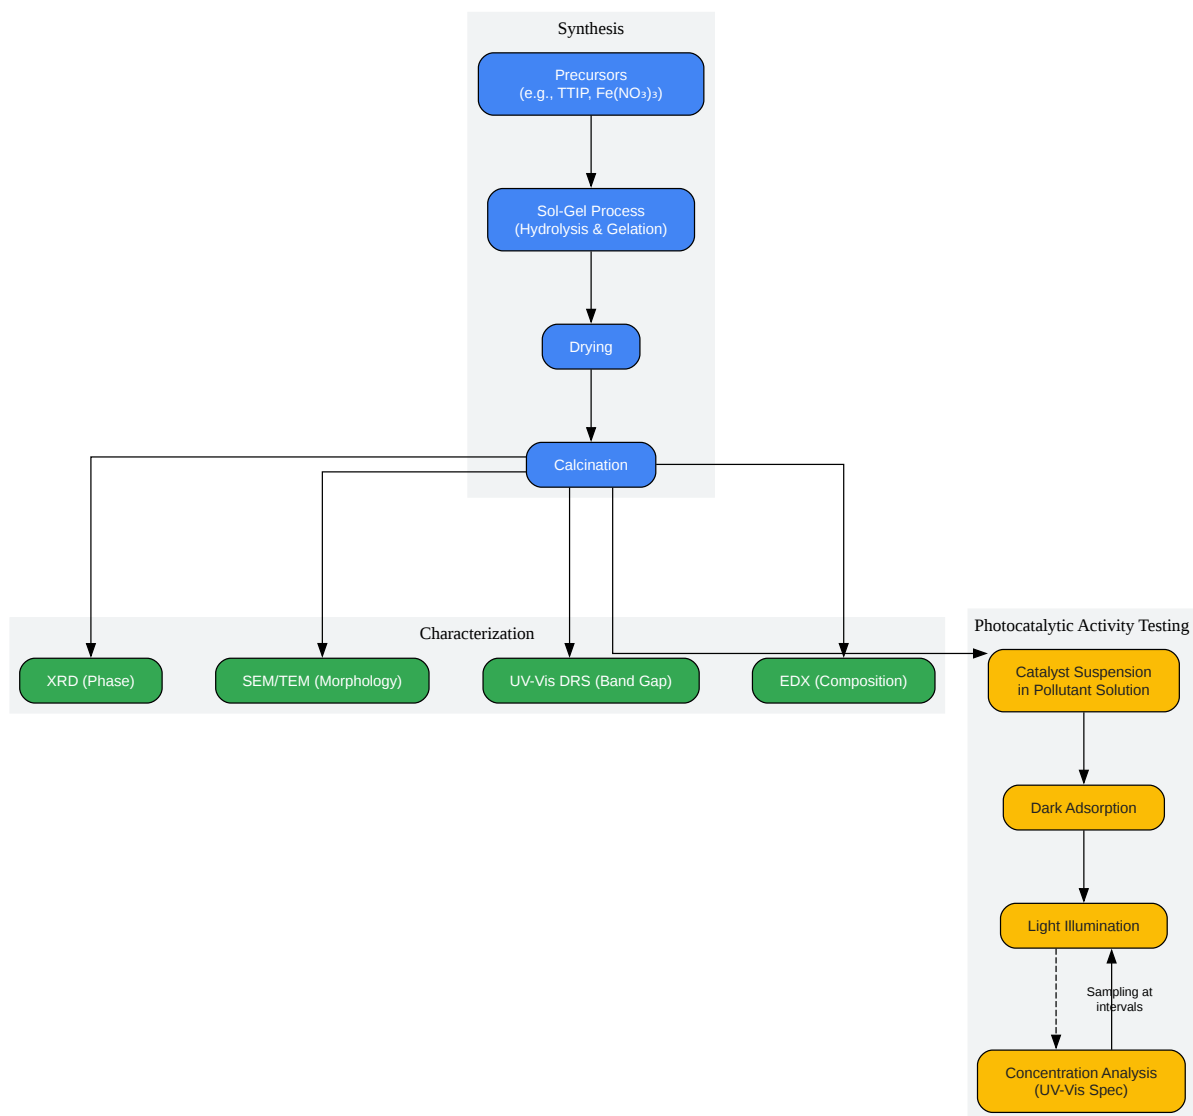 Synthesis
Precursors
(e.g., TTIP, Fe(NO₃)₃)
Sol-Gel Process
(Hydrolysis & Gelation)
Drying
Calcination
Characterization
XRD (Phase)
SEM/TEM (Morphology)
UV-Vis DRS (Band Gap)
EDX (Composition)
Photocatalytic Activity Testing
Catalyst Suspension
in Pollutant Solution
Dark Adsorption
Light Illumination
Sampling at
intervals
Concentration Analysis
(UV-Vis Spec)